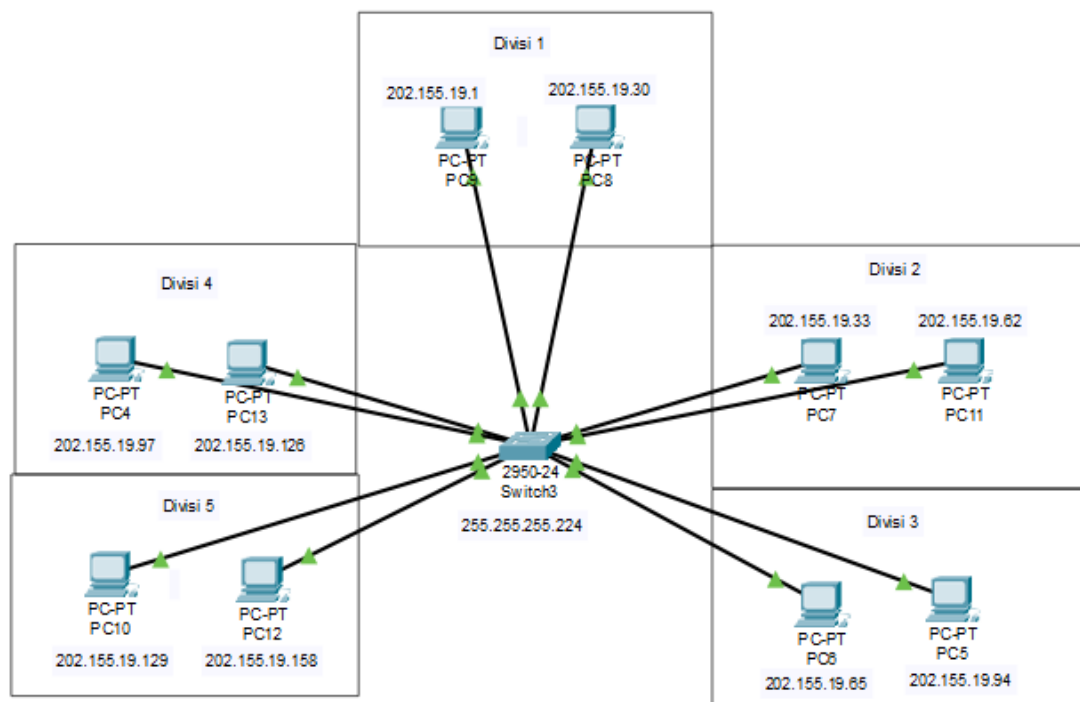 Divisi 1
202.155.19.1
202.155.19.30
PC-PT
PC9
PC-PT
PC8
Divisi 4
PC-PT
PC4
PC-PT
PC13
202.155.19.97
202.155.19.126
Divisi 2
202.155.19.33
202.155.19.62
PC-PT
PC7
PC-PT
PC11
2950-24
Switch3
255.255.255.224
Divisi 5
PC-PT
PC10
PC-PT
PC12
202.155.19.129
202.155.19.158
Divisi 3
PC-PT
PC6
PC-PT
PC5
202.155.19.65
202.155.19.94